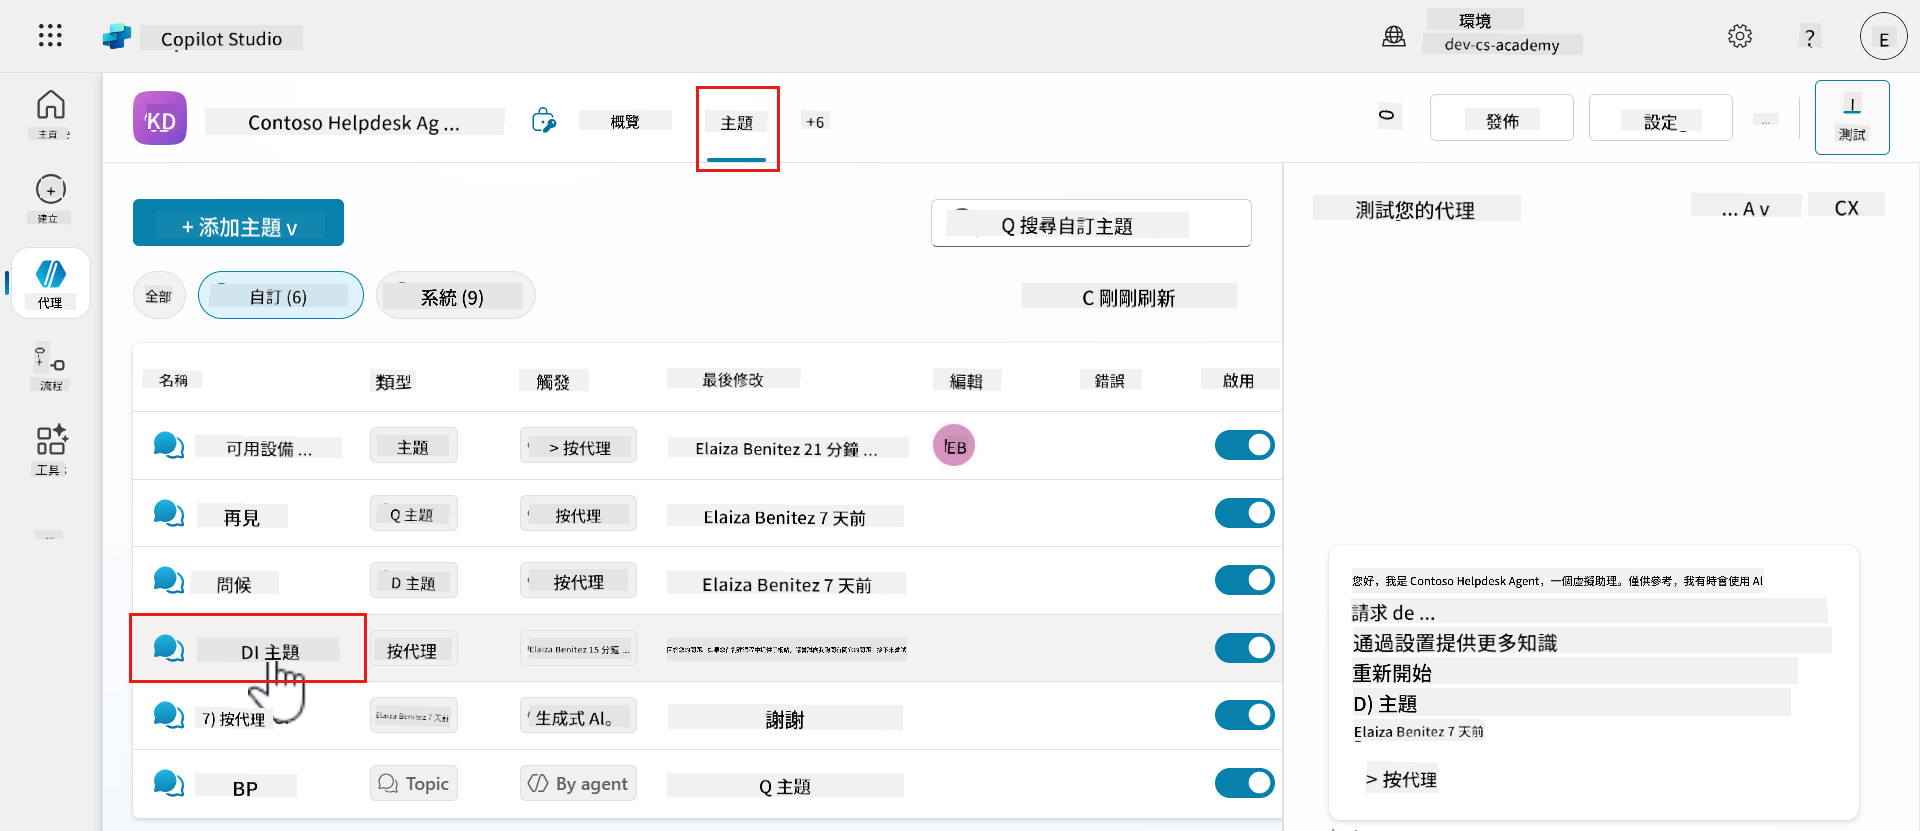 Copilot Studio
環境
dev-cs-academy
?
E
主頁
建立
代理
流程
工具
KD
Contoso Helpdesk Ag ...
概覽
主題
+6
發佈
設定
...
測試
+ 添加主題 v
Q 搜尋自訂主題
全部
自訂 (6)
系統 (9)
C 剛剛刷新
名稱
類型
觸發
最後修改
編輯
錯誤
啟用
可用設備 ...
主題
> 按代理
Elaiza Benitez 21 分鐘 ...
EB
再見
Q 主題
按代理
Elaiza Benitez 7 天前
問候
D 主題
按代理
Elaiza Benitez 7 天前
DI 主題
按代理
Elaiza Benitez 15 分鐘 ...
7) 按代理
Elaiza Benitez 7 天前
生成式 AI。
謝謝
BP
Topic
By agent
Q 主題
測試您的代理
... A v
CX
您好，我是 Contoso Helpdesk Agent，一個虛擬助理。僅供參考，我有時會使用 AI
請求 de ...
通過設置提供更多知識
重新開始
D) 主題
Elaiza Benitez 7 天前
> 按代理